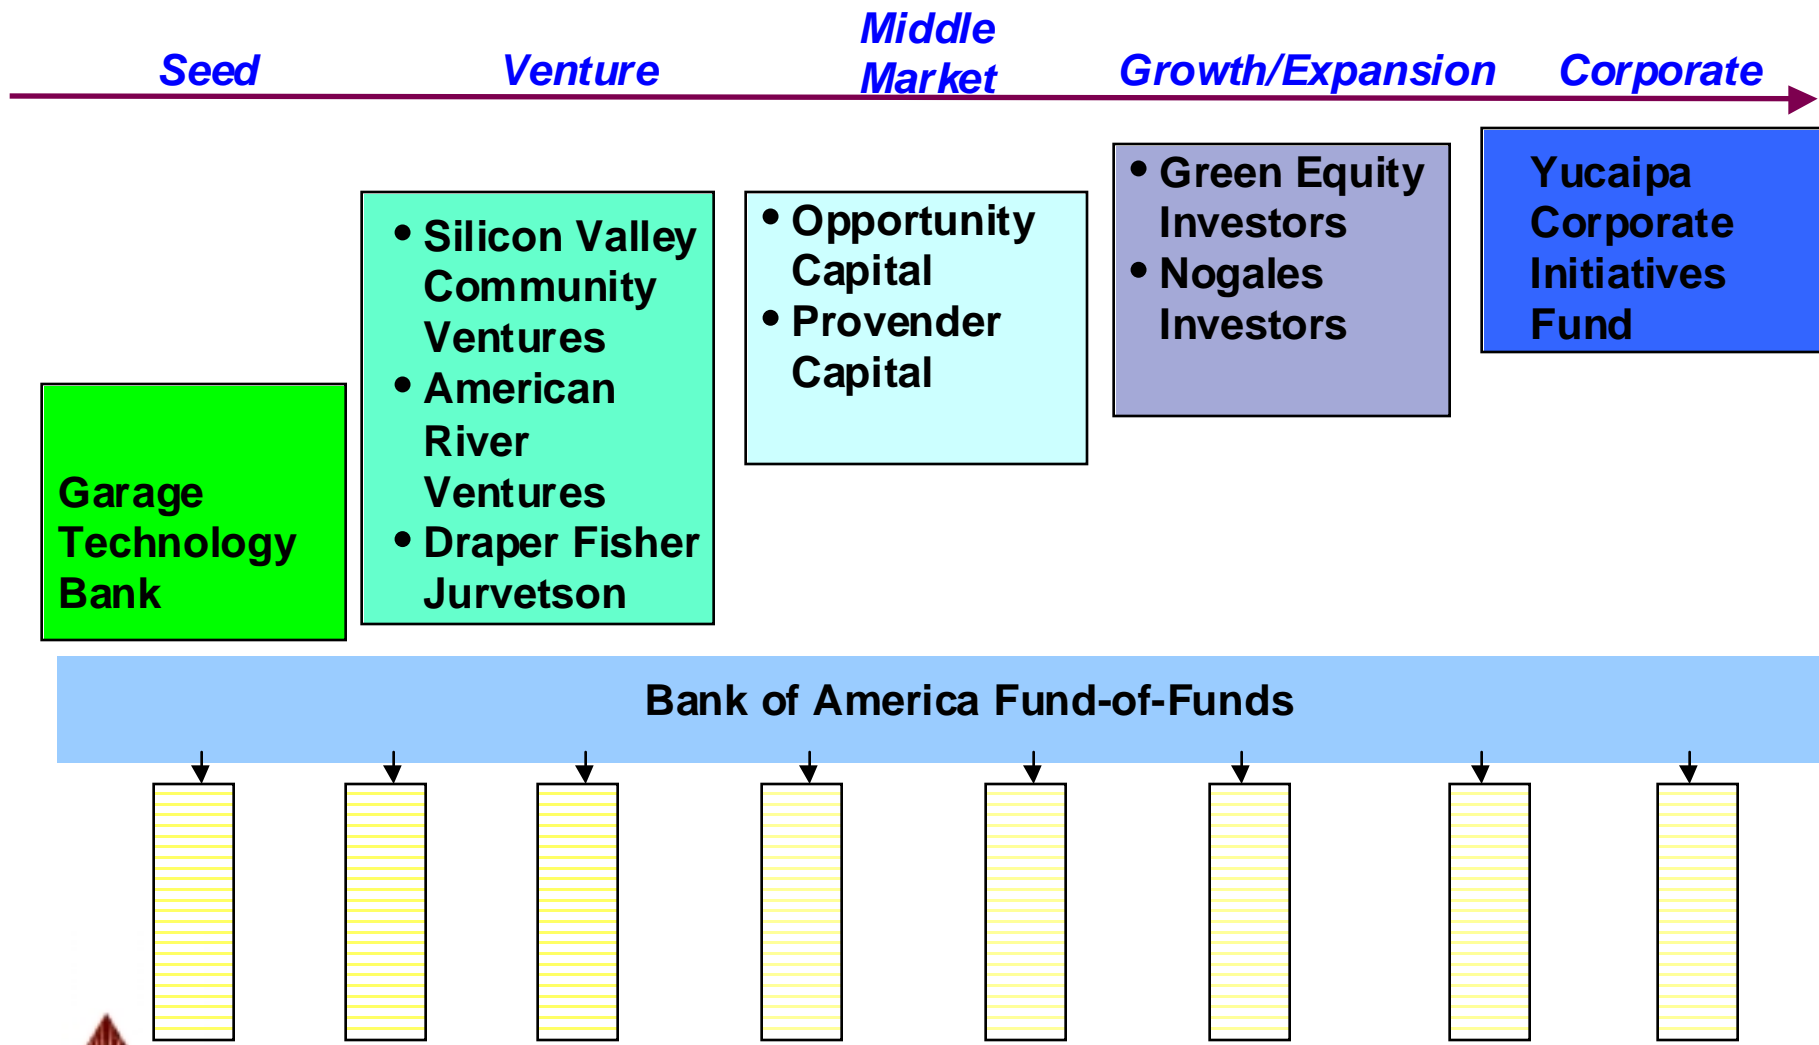 Seed
Venture
Middle
Market
Growth/Expansion
Corporate
Garage
Technology
Bank
• Silicon Valley
Community
Ventures
• American
River
Ventures
• Draper Fisher
Jurvetson
• Opportunity
Capital
• Provender
Capital
• Green Equity
Investors
• Nogales
Investors
Yucaipa
Corporate
Initiatives
Fund
Bank of America Fund-of-Funds